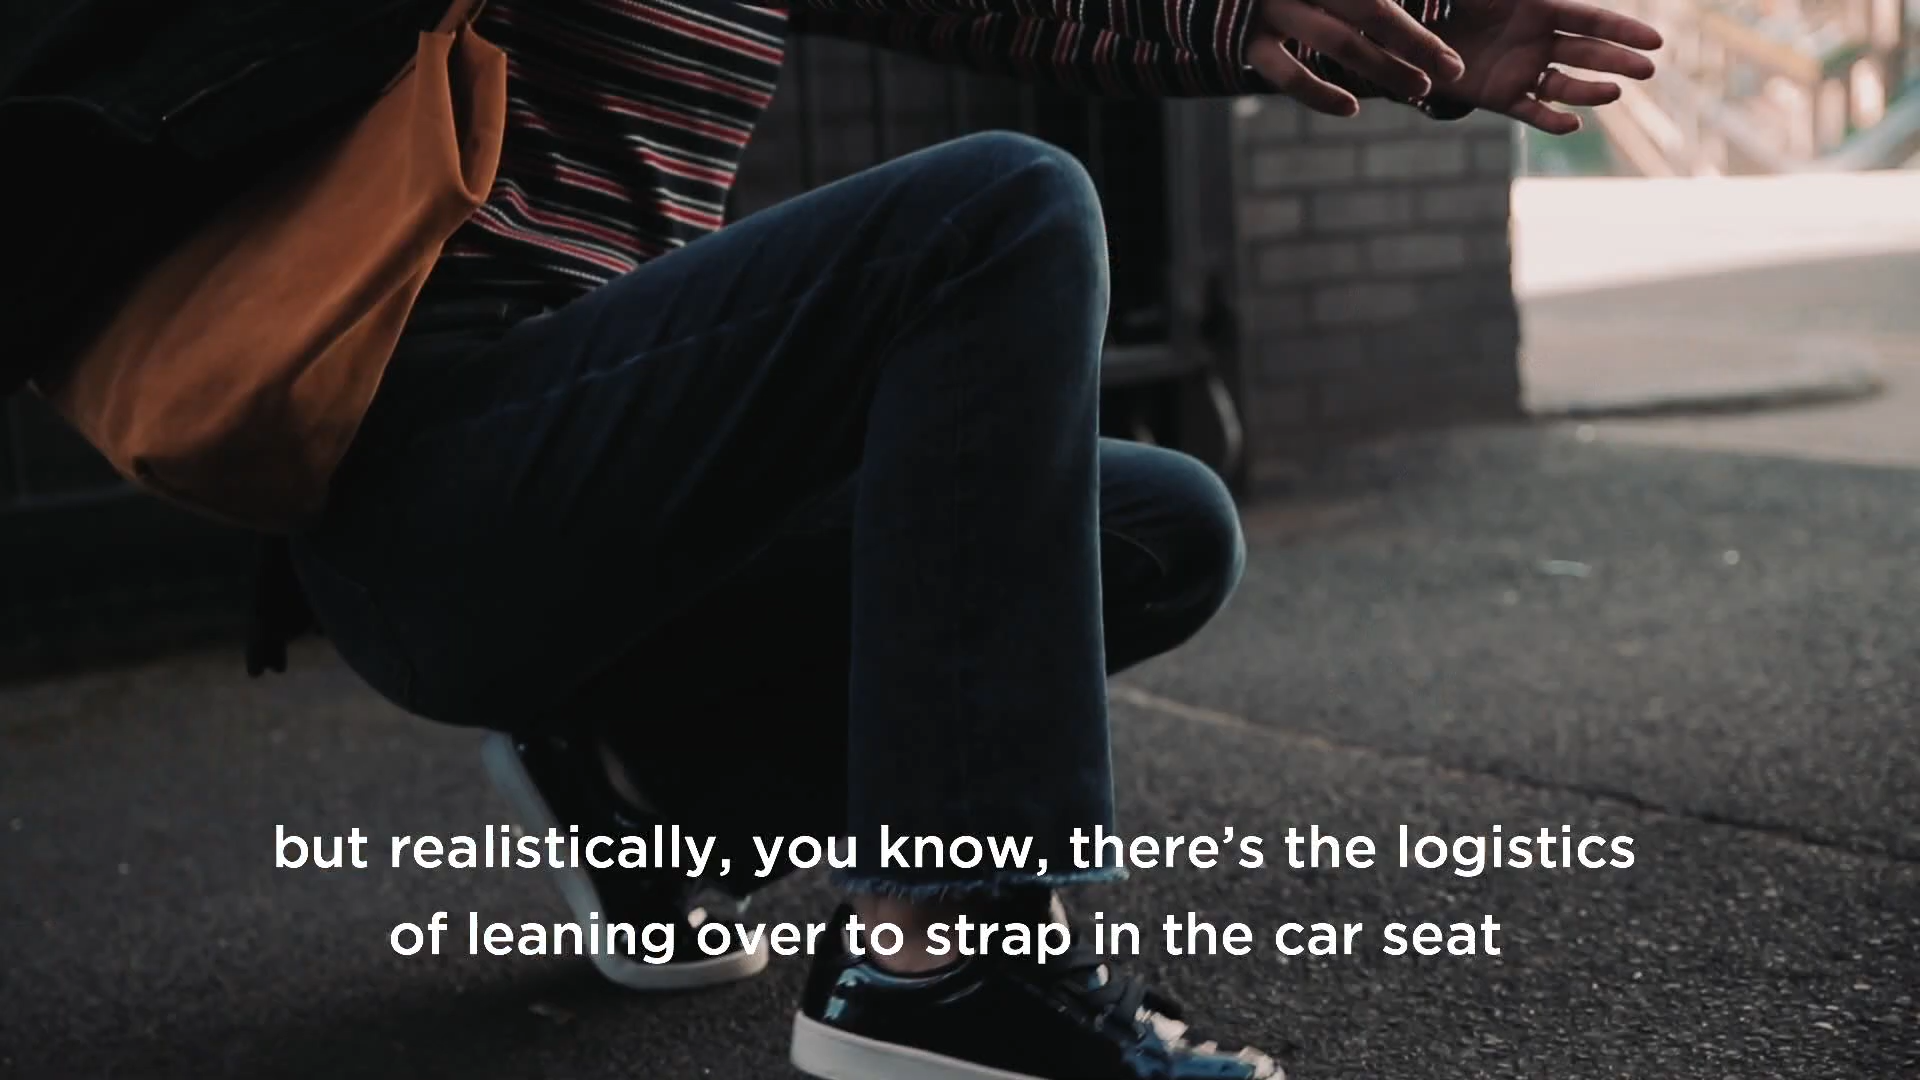 but realistically, you know, there’s the logistics
of leaning over to strap in the car seat